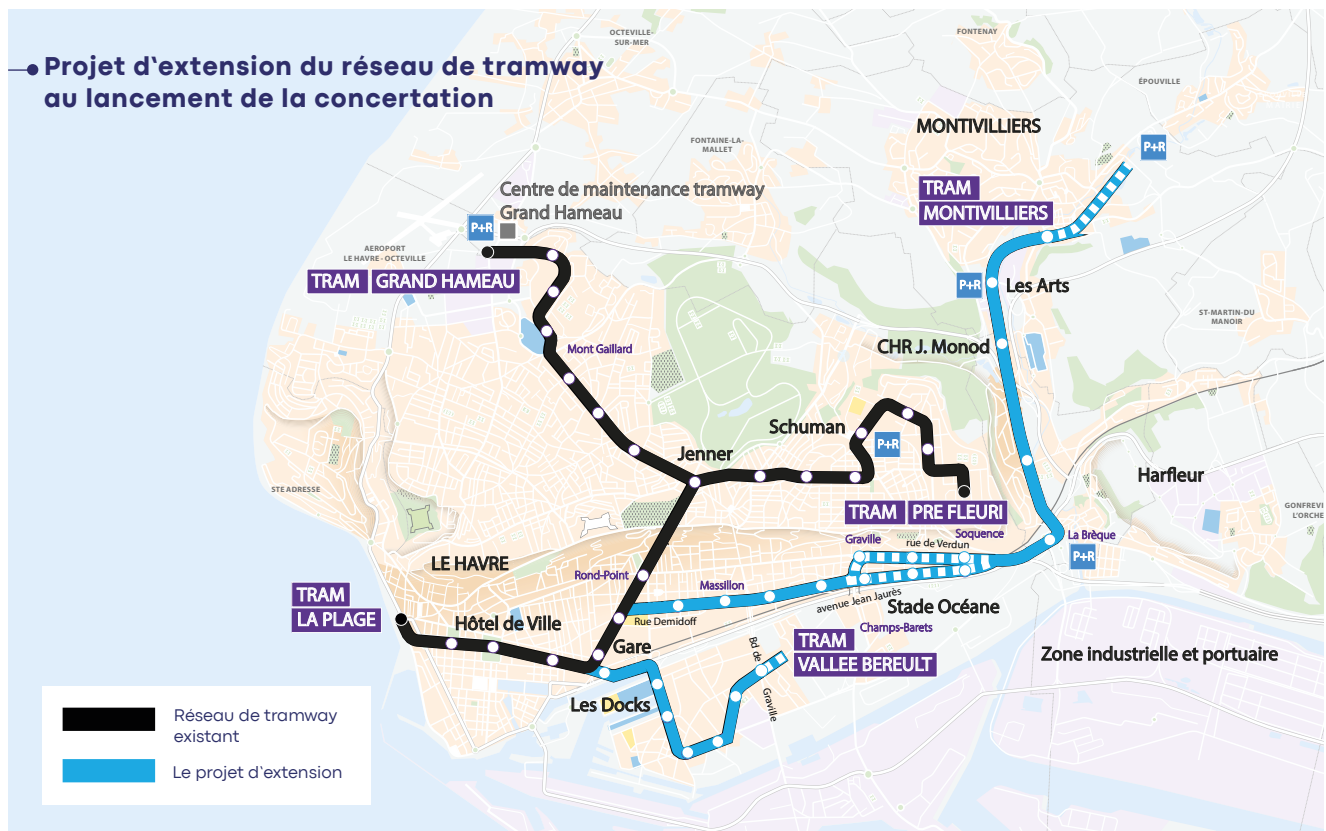 Projet d'extension du réseau de tramway
au lancement de la concertation
OCTEVILLE-
SUR-MER
FONTENAY
ÉPOUVILLE
MONTIVILLIERS
FONTAINE-LA-
MALLET
P+R
TRAM
MONTIVILLIERS
Centre de maintenance tramway
Grand Hameau
P+R
AEROPORT
LE HAVRE - OCTEVILLE
TRAM GRAND HAMEAU
P+R
Les Arts
ST-MARTIN-DU
MANOIR
Mont Gaillard
CHR J. Monod
Schuman
P+R
Jenner
Harfleur
STE ADRESSE
TRAM PRE FLEURI
GONFREVI
L'ORCHE
Soquence
Graville
rue de Verdun
La Brèque
P+R
LE HAVRE
Rond-Point
Massillon
TRAM
LA PLAGE
avenue Jean Jaurès
Stade Océane
Hôtel de Ville
Rue Demidoff
Champs-Barets
Gare
TRAM
VALLEE BEREULT
Bd de
Graville
Zone industrielle et portuaire
Les Docks
Réseau de tramway
existant
Le projet d'extension